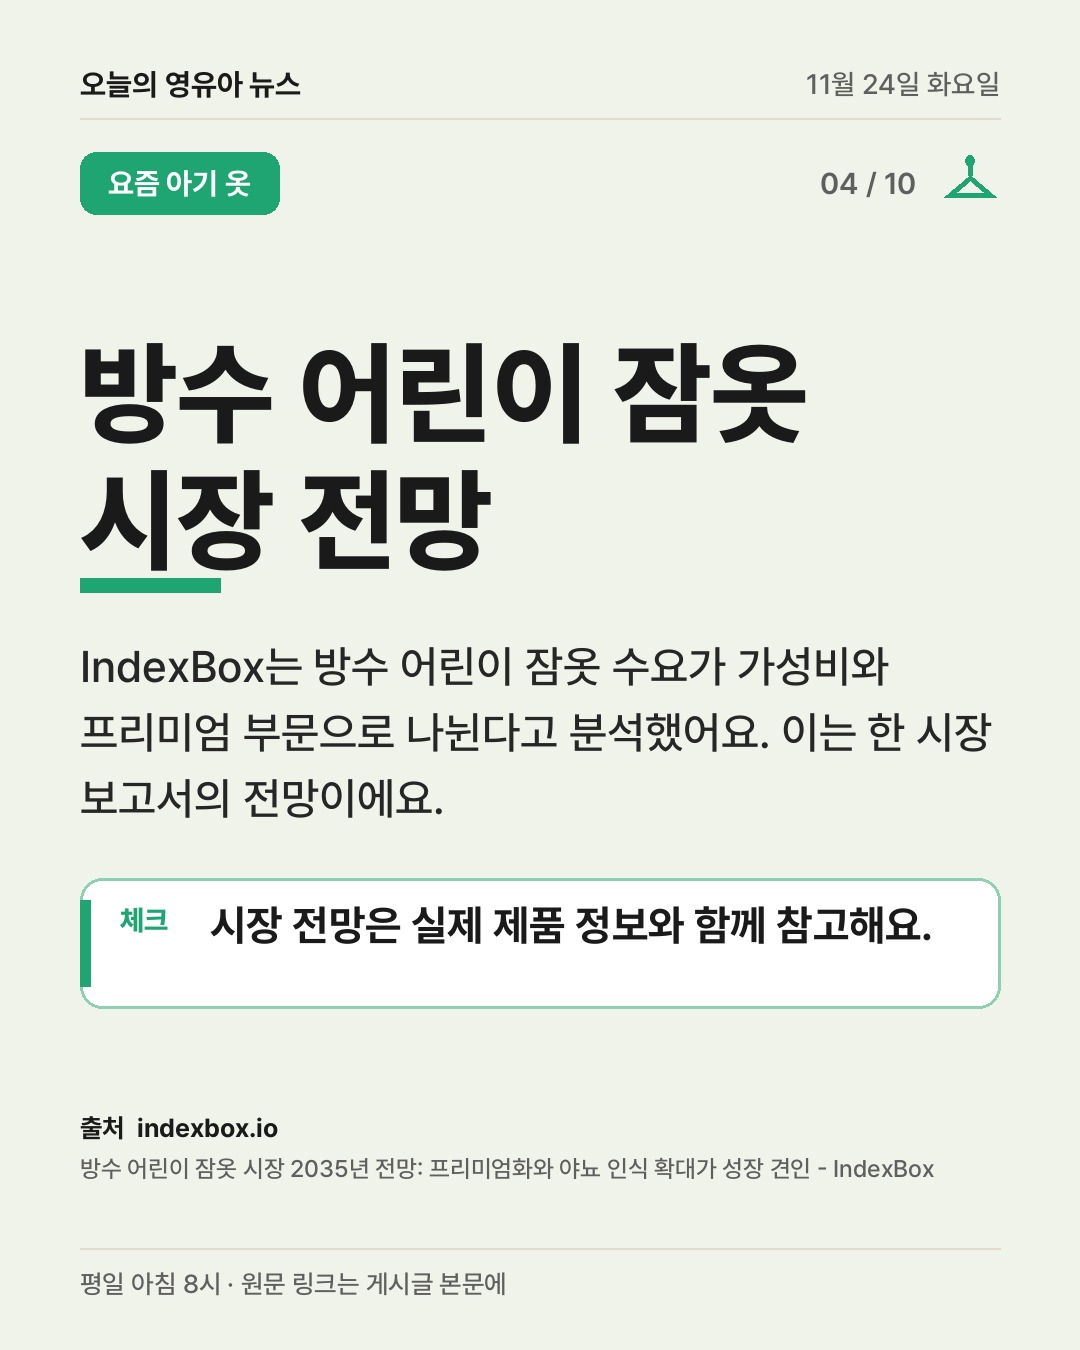 오늘의 영유아 뉴스
11월 24일 화요일
요즘 아기 옷
04 / 10
방수 어린이 잠옷
시장 전망
IndexBox는 방수 어린이 잠옷 수요가 가성비와
프리미엄 부문으로 나뉜다고 분석했어요. 이는 한 시장
보고서의 전망이에요.
체크
시장 전망은 실제 제품 정보와 함께 참고해요.
출처 indexbox.io
방수 어린이 잠옷 시장 2035년 전망: 프리미엄화와 야뇨 인식 확대가 성장 견인 - IndexBox
평일 아침 8시 · 원문 링크는 게시글 본문에